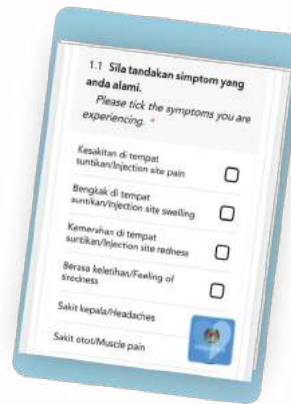 1.1 Sila tandakan simptom yang
anda alami.
Please tick the symptoms you are
experiencing. *
Kesakitan di tempat
suntikan/Injection site pain
Bengkak di tempat
suntikan/Injection site swelling
Kemerahan di tempat
suntikan/Injection site redness
Berasa keletihan/Feeling of
tiredness
Sakit kepala/Headaches
Sakit otot/Muscle pain